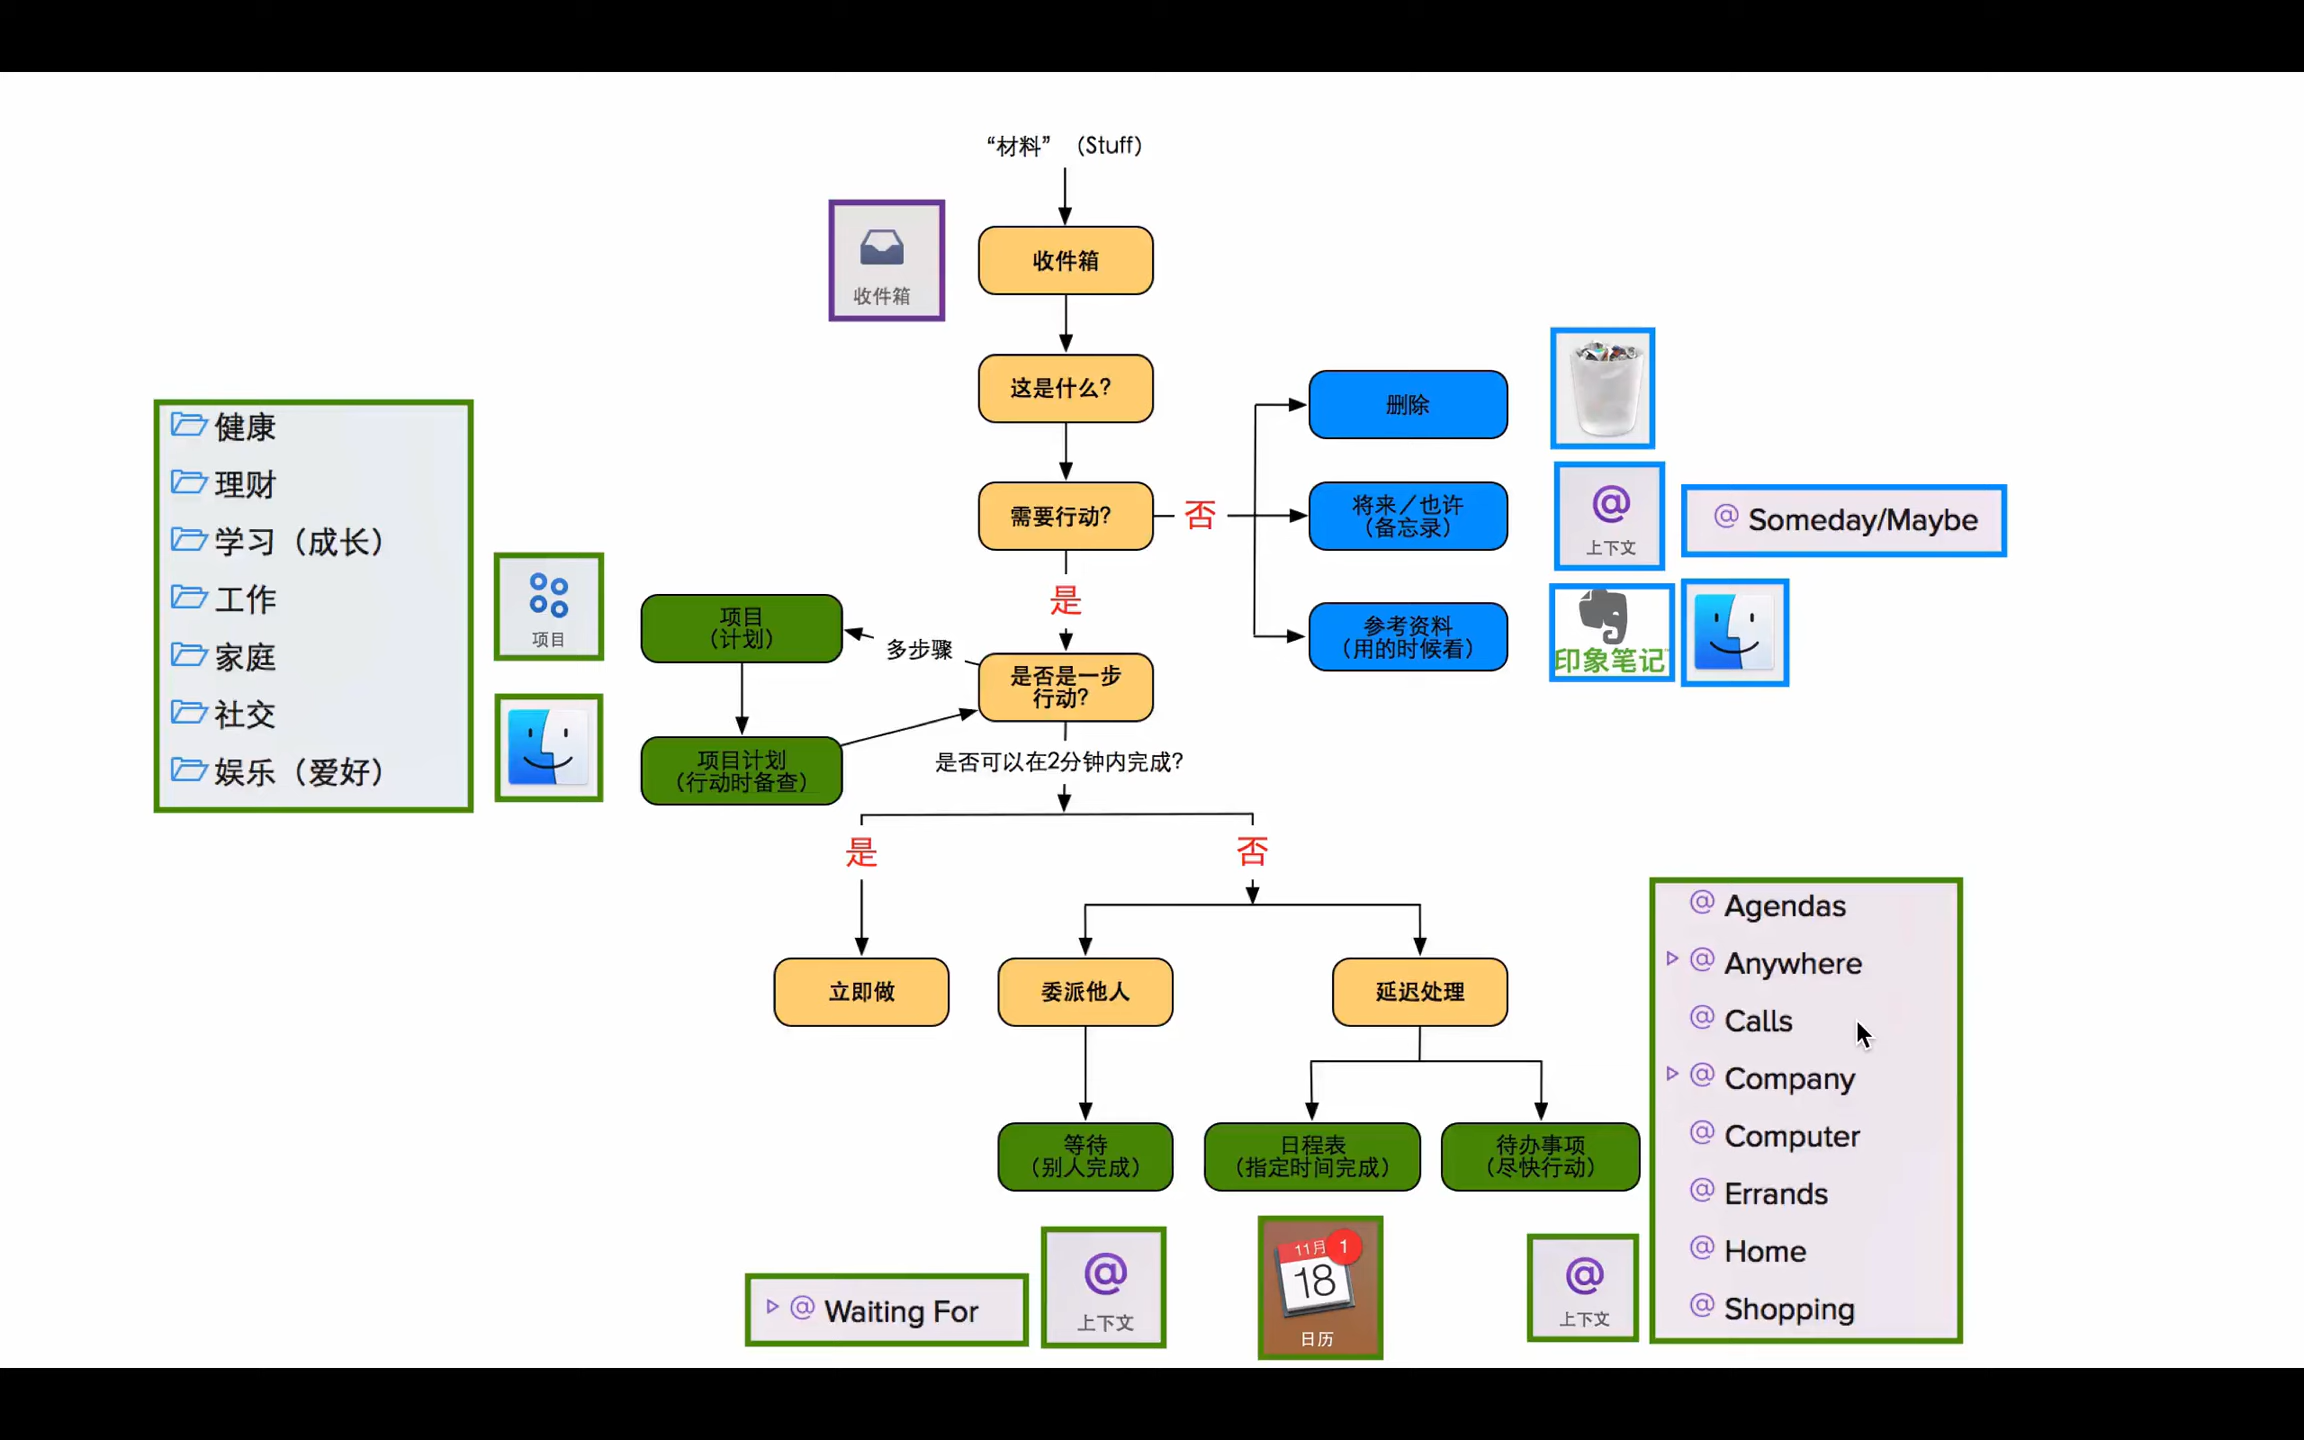 “材料” （Stuff）
收件箱
收件箱
这是什么？
删除
需要行动？
否
将来／也许
（备忘录）
@
上下文
@ Someday/Maybe
是
参考资料
（用的时候看）
印象笔记
健康
理财
学习（成长）
工作
家庭
社交
娱乐（爱好）
项目
项目
（计划）
多步骤
是否是一步
行动？
项目计划
（行动时备查）
是否可以在2分钟内完成？
是
否
立即做
委派他人
延迟处理
等待
（别人完成）
日程表
（指定时间完成）
待办事项
（尽快行动）
@ Agendas
@ Anywhere
@ Calls
@ Company
@ Computer
@ Errands
@ Home
@ Shopping
@ Waiting For
@
上下文
11月
1
18
日历
@
上下文